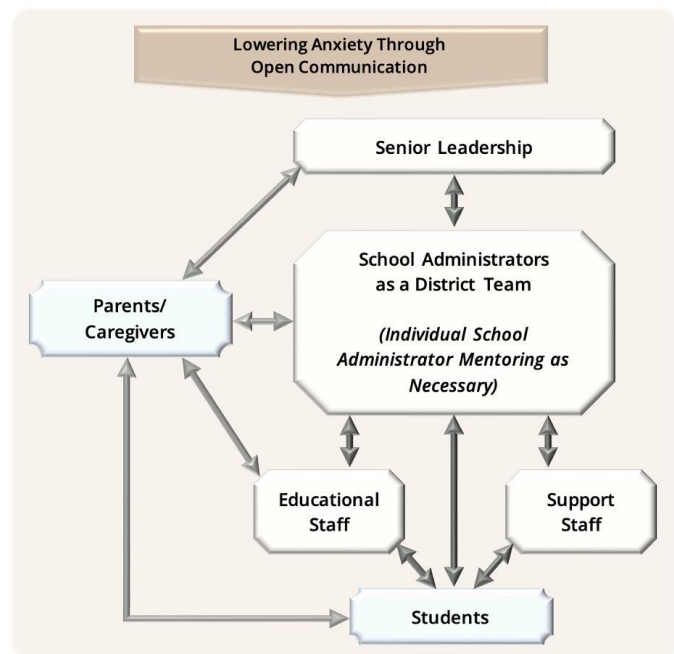 Lowering Anxiety Through
Open Communication
Senior Leadership
School Administrators
as a District Team
(Individual School
Administrator Mentoring as
Necessary)
Parents/
Caregivers
Educational
Staff
Support
Staff
Students